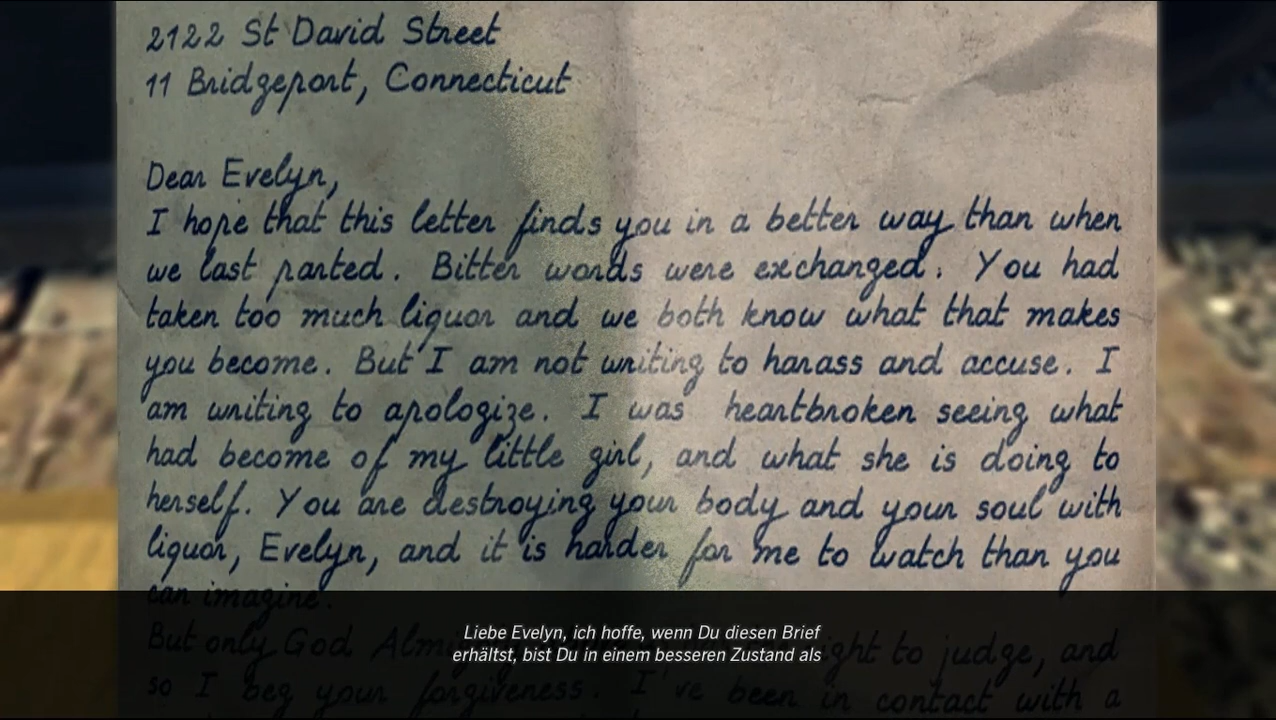 2122 St David Street
11 Bridgeport, Connecticut
Dear Evelyn,
I hope that this letter finds you in a better way than when
we last parted. Bitter words were exchanged. You had
taken too much liquor and we both know what that makes
you become. But I am not writing to harass and accuse. I
am writing to apologize. I was heartbroken seeing what
had become of my little girl, and what she is doing to
herself. You are destroying your body and your soul with
liquor, Evelyn, and it is harder for me to watch than you
can imagine.
But only God to judge, and
so I beg your forgiveness. I've been in contact with a
Liebe Evelyn, ich hoffe, wenn Du diesen Brief
erhältst, bist Du in einem besseren Zustand als